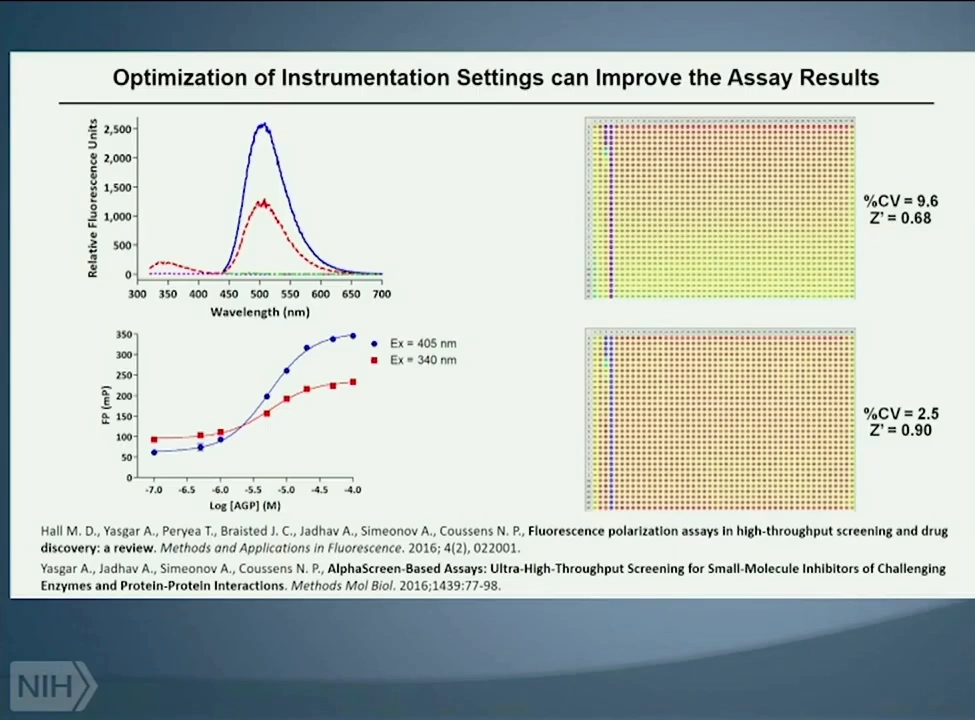 Optimization of Instrumentation Settings can Improve the Assay Results
Relative Fluorescence Units
2,500
2,000
1,500
1,000
500
0
300 350 400 450 500 550 600 650 700
Wavelength (nm)
%CV = 9.6
Z' = 0.68
FP (mP)
350
300
250
200
150
100
50
0
-7.0 -6.5 -6.0 -5.5 -5.0 -4.5 -4.0
Log [AGP] (M)
Ex = 405 nm
Ex = 340 nm
%CV = 2.5
Z' = 0.90
Hall M. D., Yasgar A., Peryea T., Braisted J. C., Jadhav A., Simeonov A., Coussens N. P., Fluorescence polarization assays in high-throughput screening and drug
discovery: a review. Methods and Applications in Fluorescence. 2016; 4(2), 022001.
Yasgar A., Jadhav A., Simeonov A., Coussens N. P., AlphaScreen-Based Assays: Ultra-High-Throughput Screening for Small-Molecule Inhibitors of Challenging
Enzymes and Protein-Protein Interactions. Methods Mol Biol. 2016;1439:77-98.
NIH